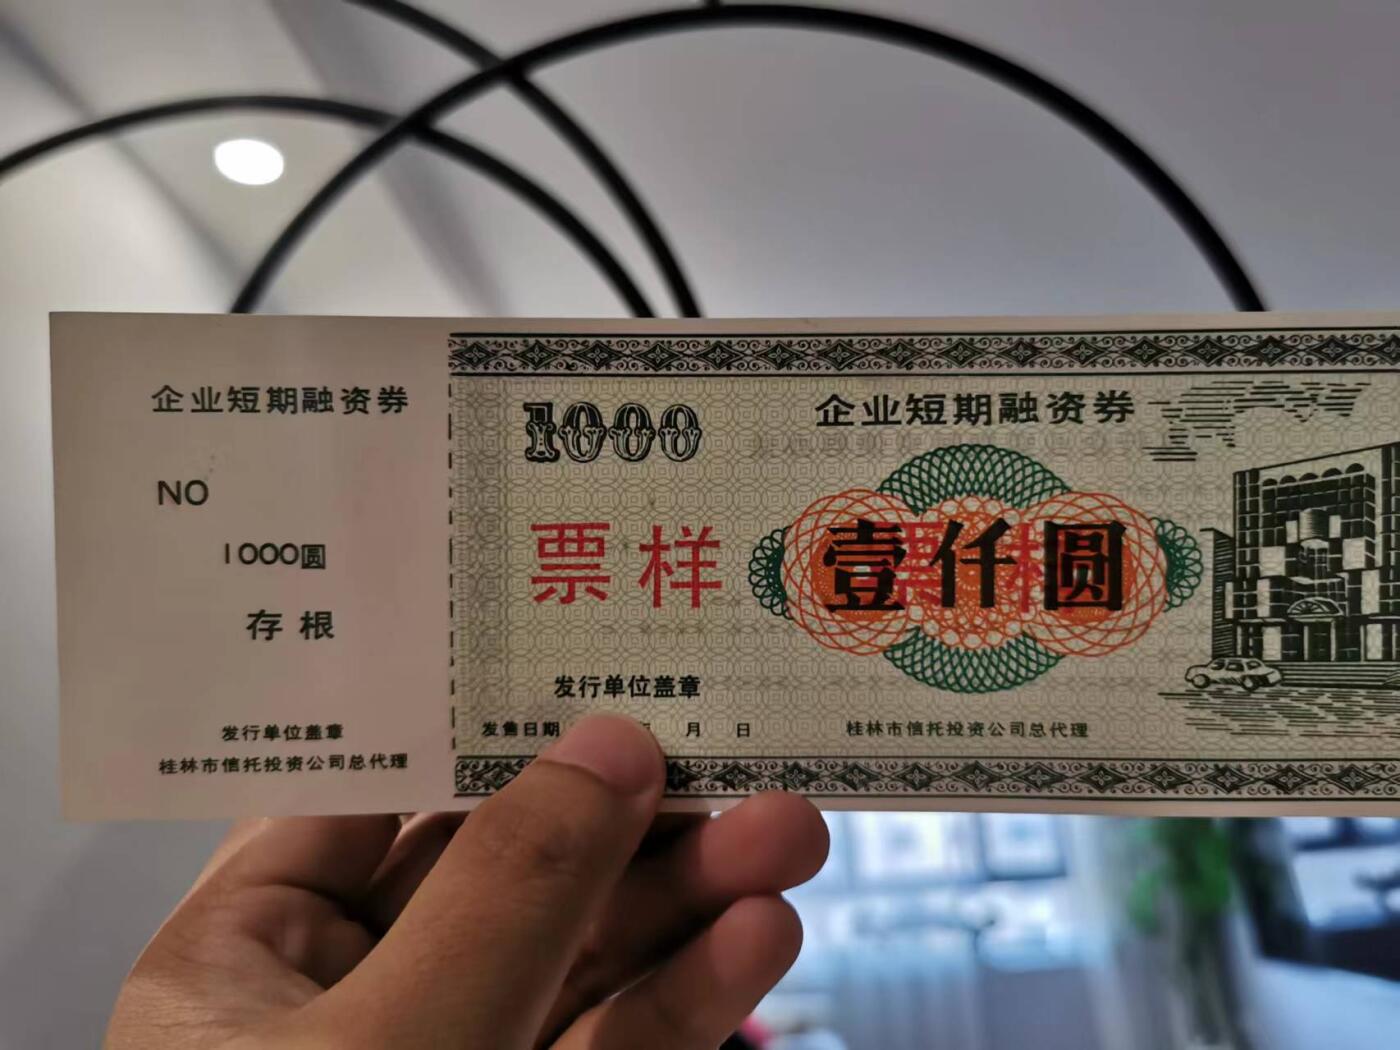 企业短期融资券
NO
1000圆
存根
发行单位盖章
桂林市信托投资公司总代理
1000
企业短期融资券
票样
壹仟圆
票样
发行单位盖章
发售日期 月 日
桂林市信托投资公司总代理